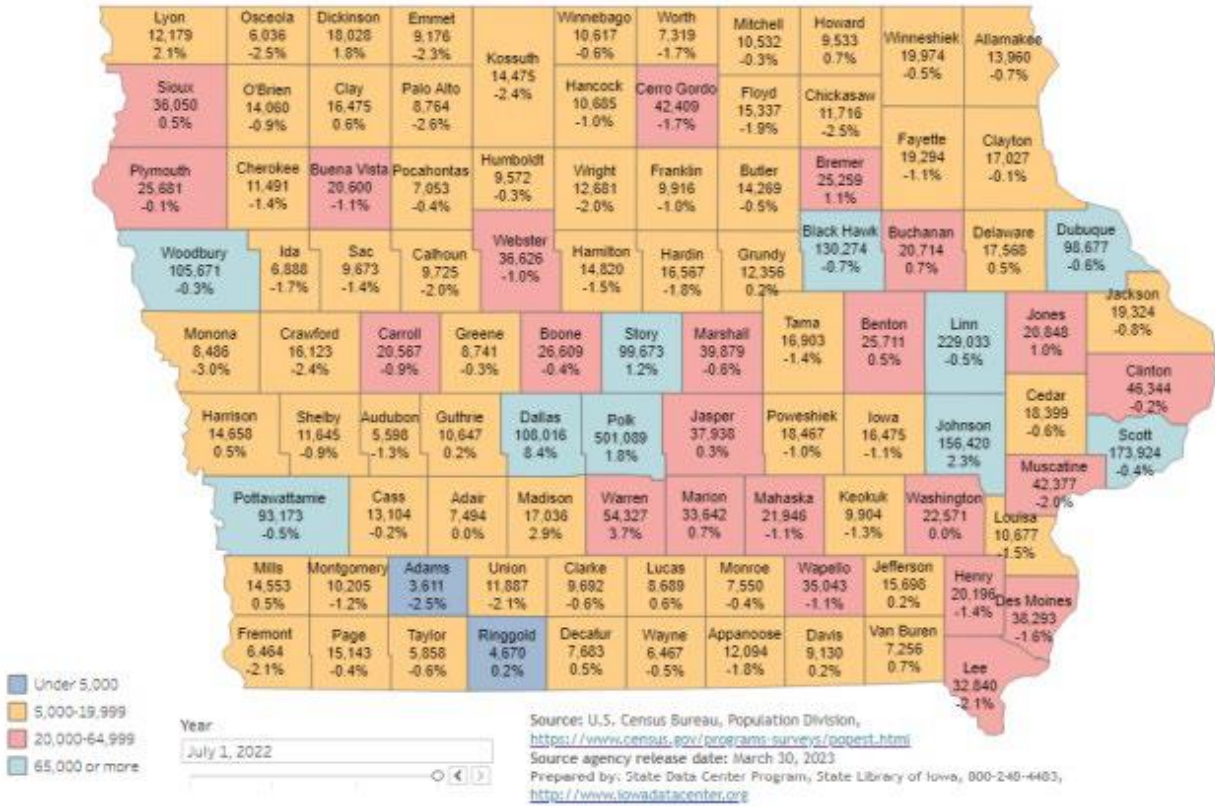 Lyon
12,179
2.1%
Osceola
6,036
-2.5%
Dickinson
18,028
1.8%
Emmet
9,176
-2.3%
Kossuth
14,475
-2.4%
Winnebago
10,617
-0.6%
Worth
7,319
-1.7%
Mitchell
10,532
-0.3%
Howard
9,533
0.7%
Winneshiek
19,974
-0.5%
Allamakee
13,960
-0.7%
Sioux
36,050
0.5%
O'Brien
14,060
-0.9%
Clay
16,475
0.6%
Palo Alto
8,764
-2.6%
Hancock
10,685
-1.0%
Cerro Gordo
42,409
-1.7%
Floyd
15,337
-1.9%
Chickasaw
11,716
-2.5%
Fayette
19,294
-1.1%
Clayton
17,027
-0.1%
Plymouth
25,681
-0.1%
Cherokee
11,491
-1.4%
Buena Vista
20,600
-1.1%
Pocahontas
7,053
-0.4%
Humboldt
9,572
-0.3%
Wright
12,681
-2.0%
Franklin
9,916
-1.0%
Butler
14,269
-0.5%
Bremer
25,259
1.1%
Woodbury
105,671
-0.3%
Ida
6,888
-1.7%
Sac
9,673
-1.4%
Calhoun
9,725
-2.0%
Webster
36,626
-1.0%
Hamilton
14,820
-1.5%
Hardin
16,567
-1.8%
Grundy
12,356
0.2%
Black Hawk
130,274
-0.7%
Buchanan
20,714
0.7%
Delaware
17,568
0.5%
Dubuque
98,677
-0.6%
Monona
8,486
-3.0%
Crawford
16,123
-2.4%
Carroll
20,567
-0.9%
Greene
8,741
-0.3%
Boone
26,609
-0.4%
Story
99,673
1.2%
Marshall
39,879
-0.6%
Tama
16,903
-1.4%
Benton
25,711
0.5%
Linn
229,033
-0.5%
Jones
20,848
1.0%
Jackson
19,324
-0.8%
Clinton
46,344
-0.2%
Harrison
14,658
0.5%
Shelby
11,645
-0.9%
Audubon
5,598
-1.3%
Guthrie
10,647
0.2%
Dallas
108,016
8.4%
Polk
501,089
1.8%
Jasper
37,938
0.3%
Poweshiek
18,467
-1.0%
Iowa
16,475
-1.1%
Johnson
156,420
2.3%
Cedar
18,399
-0.6%
Scott
173,924
-0.4%
Muscatine
42,377
-2.0%
Pottawattamie
93,173
-0.5%
Cass
13,104
-0.2%
Adair
7,494
0.0%
Madison
17,036
2.9%
Warren
54,327
3.7%
Marion
33,642
0.7%
Mahaska
21,946
-1.1%
Keokuk
9,904
-1.3%
Washington
22,571
0.0%
Louisa
10,677
-1.5%
Mills
14,553
0.5%
Montgomery
10,205
-1.2%
Adams
3,611
-2.5%
Union
11,887
-2.1%
Clarke
9,692
-0.6%
Lucas
8,689
0.6%
Monroe
7,550
-0.4%
Wapello
35,043
-1.1%
Jefferson
15,698
0.2%
Henry
20,196
-1.4%
Des Moines
38,293
-1.6%
Fremont
6,464
-2.1%
Page
15,143
-0.4%
Taylor
5,858
-0.6%
Ringgold
4,670
0.2%
Decatur
7,683
0.5%
Wayne
6,467
-0.5%
Appanoose
12,094
-1.8%
Davis
9,130
0.2%
Van Buren
7,256
0.7%
Lee
32,840
-2.1%
Under 5,000
5,000-19,999
20,000-64,999
65,000 or more
Year
July 1, 2022
Source: U.S. Census Bureau, Population Division,
https://www.census.gov/programs-surveys/popest.html
Source agency release date: March 30, 2023
Prepared by: State Data Center Program, State Library of Iowa, 800-248-4483,
http://www.iowadatacenter.org